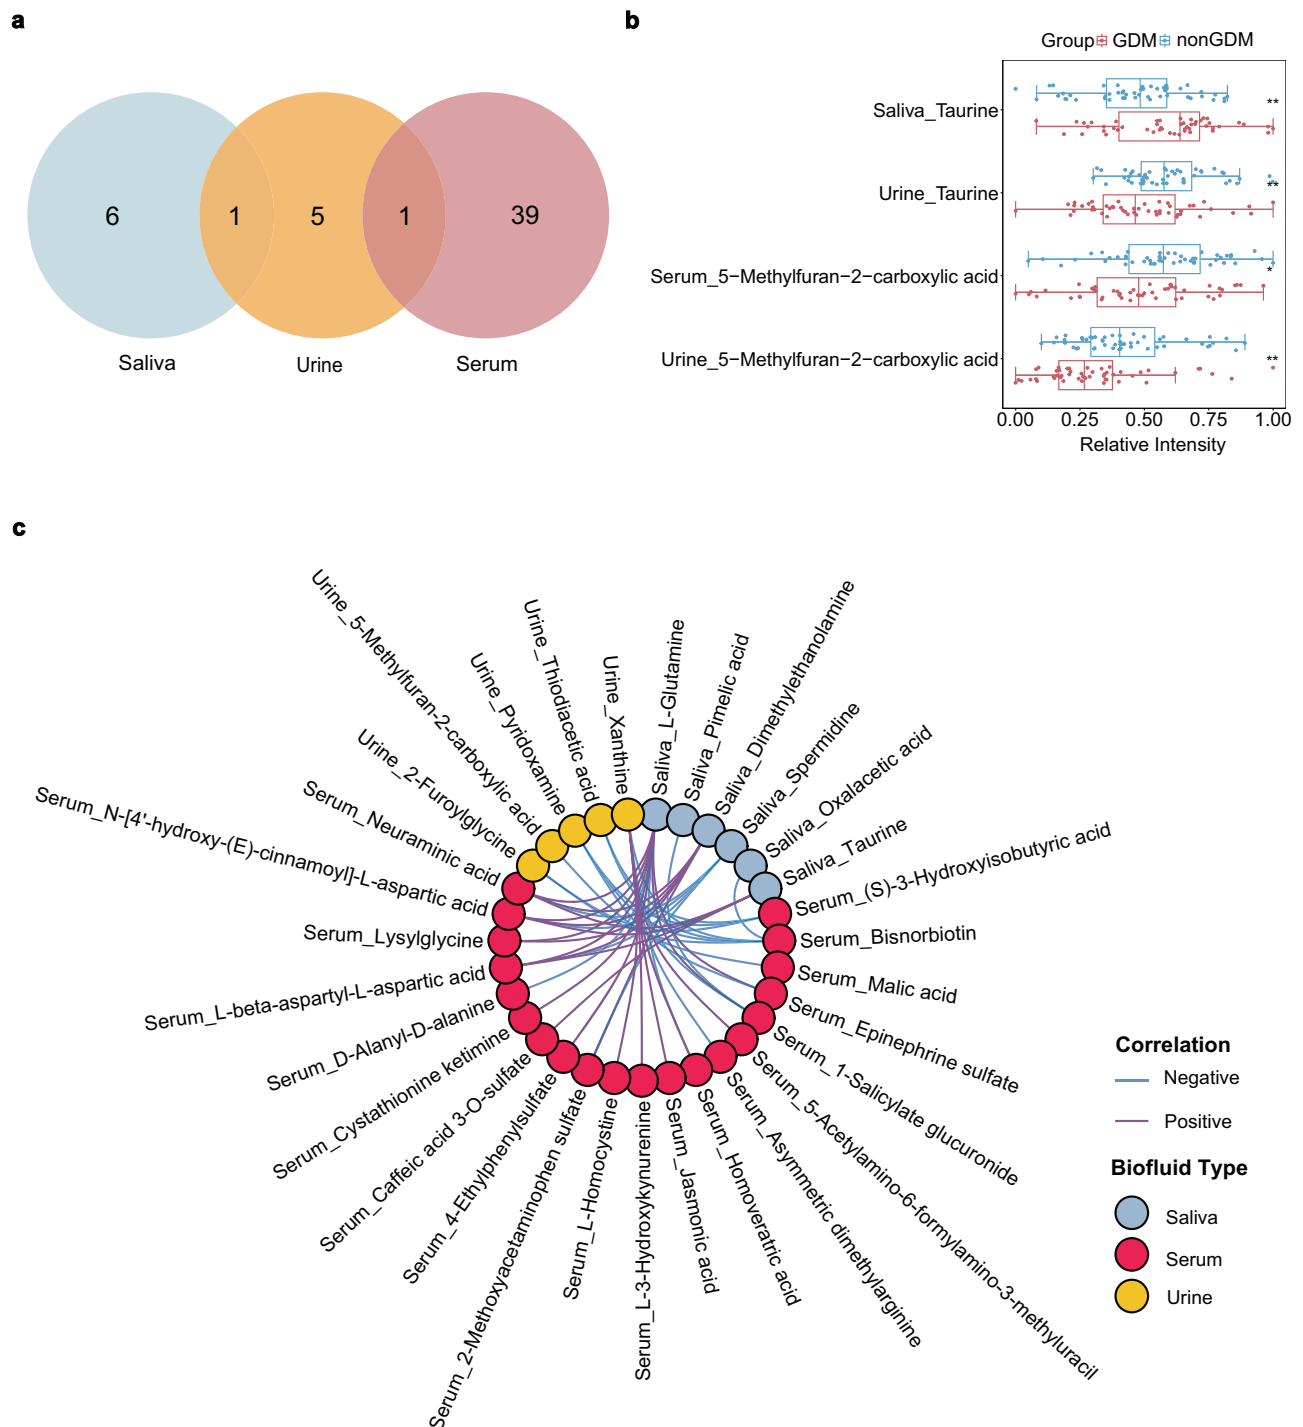 a
6
1
5
1
39
Saliva
Urine
Serum
b
Group GDM nonGDM
Saliva_Taurine
**
Urine_Taurine
**
Serum_5−Methylfuran−2−carboxylic acid
*
Urine_5−Methylfuran−2−carboxylic acid
**
0.00 0.25 0.50 0.75 1.00
Relative Intensity
c
Saliva_L-Glutamine
Saliva_Pimelic acid
Saliva_Dimethylethanolamine
Saliva_Spermidine
Saliva_Oxalacetic acid
Saliva_Taurine
Serum_(S)-3-Hydroxyisobutyric acid
Serum_Bisnorbiotin
Serum_Malic acid
Serum_Epinephrine sulfate
Serum_1-Salicylate glucuronide
Serum_5-Acetylamino-6-formylamino-3-methyluracil
Serum_Asymmetric dimethylarginine
Serum_Homoveratric acid
Serum_Jasmonic acid
Serum_L-3-Hydroxykynurenine
Serum_L-Homocystine
Serum_2-Methoxyacetaminophen sulfate
Serum_4-Ethylphenylsulfate
Serum_Caffeic acid 3-O-sulfate
Serum_Cystathionine ketimine
Serum_D-Alanyl-D-alanine
Serum_L-beta-aspartyl-L-aspartic acid
Serum_Lysylglycine
Serum_N-[4'-hydroxy-(E)-cinnamoyl]-L-aspartic acid
Serum_Neuraminic acid
Urine_2-Furoylglycine
Urine_5-Methylfuran-2-carboxylic acid
Urine_Pyridoxamine
Urine_Thiodiacetic acid
Urine_Xanthine
Correlation
Negative
Positive
Biofluid Type
Saliva
Serum
Urine